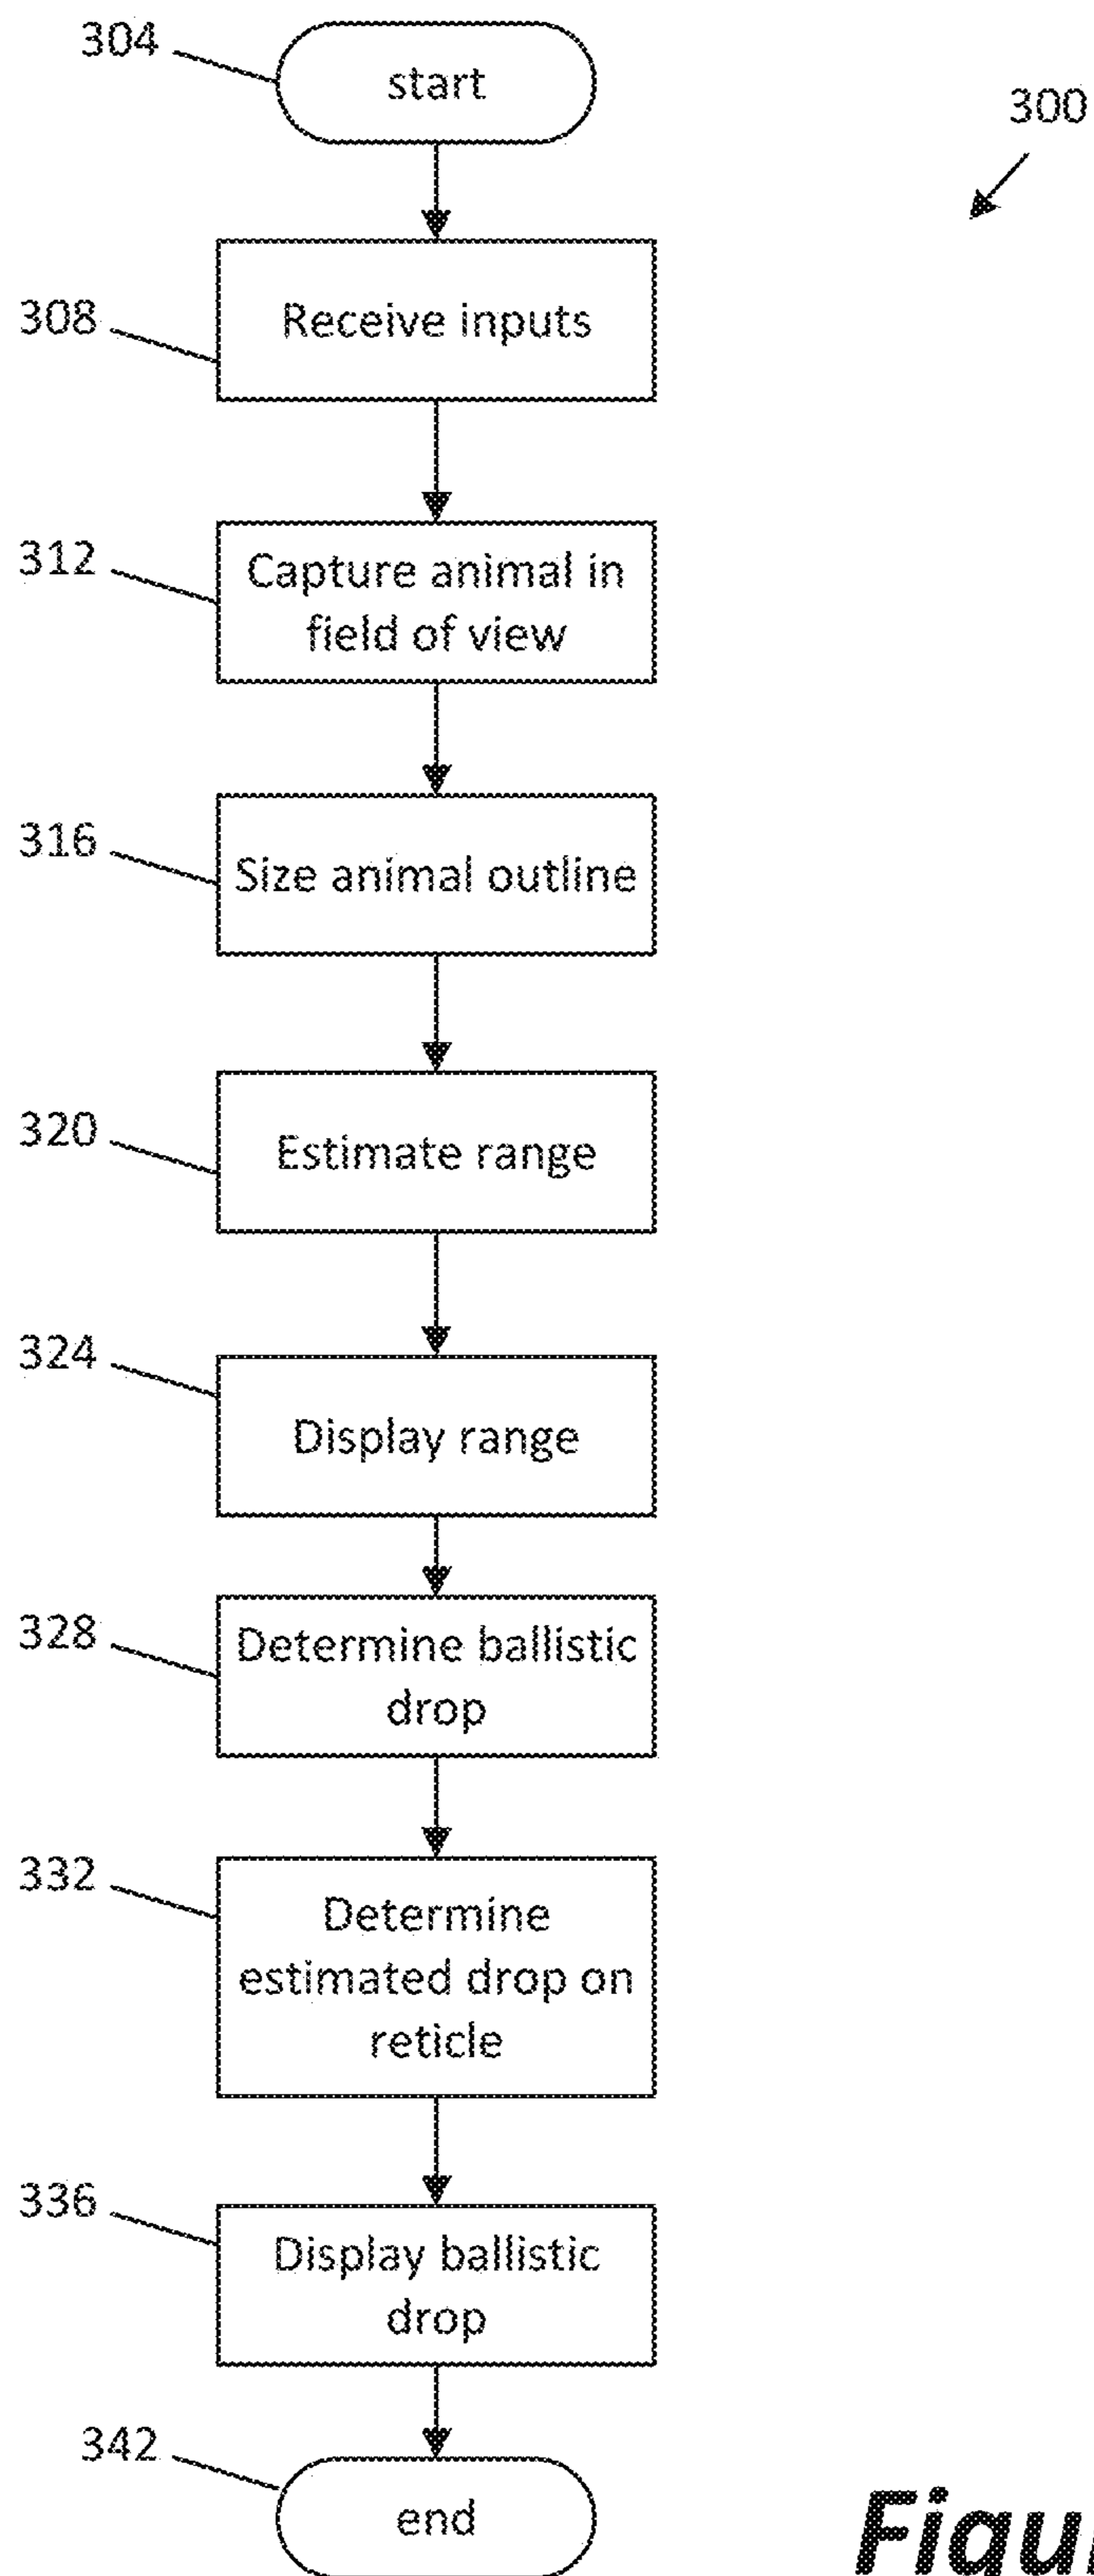 304
start
300
308
Receive inputs
312
Capture animal in
field of view
316
Size animal outline
320
Estimate range
324
Display range
328
Determine ballistic
drop
332
Determine
estimated drop on
reticle
336
Display ballistic
drop
342
end